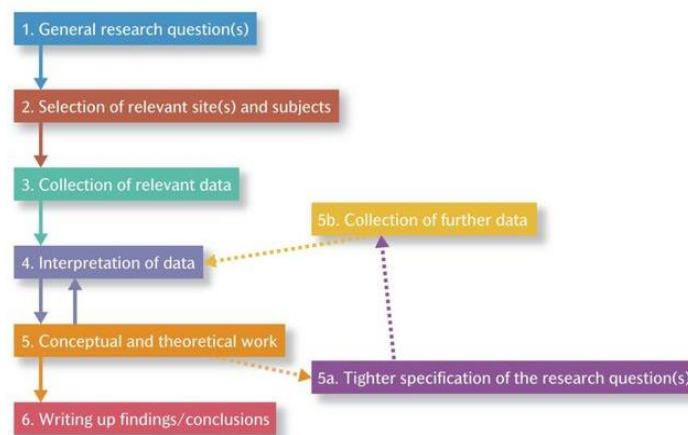 1. General research question(s)
2. Selection of relevant site(s) and subjects
3. Collection of relevant data
5b. Collection of further data
4. Interpretation of data
5. Conceptual and theoretical work
5a. Tighter specification of the research question(s)
6. Writing up findings/conclusions